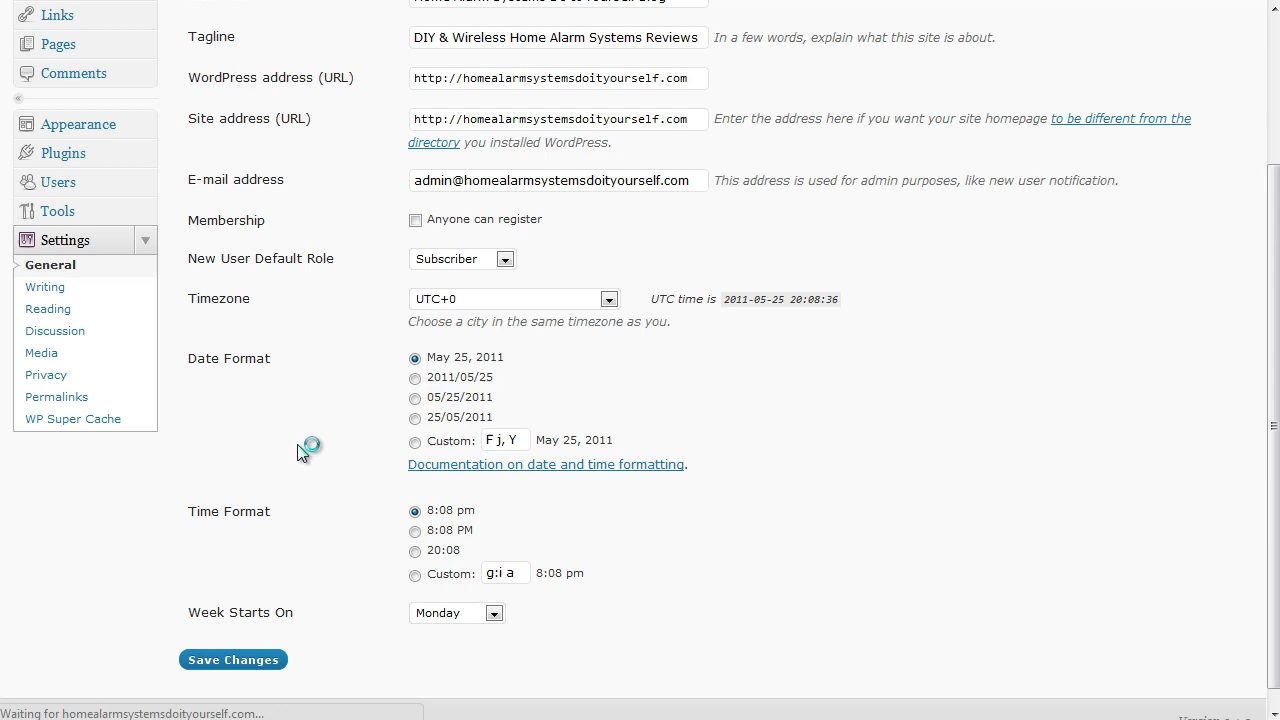 Links
Pages
Comments
Appearance
Plugins
Users
Tools
Settings
General
Writing
Reading
Discussion
Media
Privacy
Permalinks
WP Super Cache
Tagline
DIY & Wireless Home Alarm Systems Reviews
In a few words, explain what this site is about.
WordPress address (URL)
http://homealarmsystemsdoityourself.com
Site address (URL)
http://homealarmsystemsdoityourself.com
Enter the address here if you want your site homepage to be different from the
directory you installed WordPress.
E-mail address
admin@homealarmsystemsdoityourself.com
This address is used for admin purposes, like new user notification.
Membership
Anyone can register
New User Default Role
Subscriber
Timezone
UTC+0
UTC time is 2011-05-25 20:08:36
Choose a city in the same timezone as you.
Date Format
May 25, 2011
2011/05/25
05/25/2011
25/05/2011
Custom: F j, Y May 25, 2011
Documentation on date and time formatting.
Time Format
8:08 pm
8:08 PM
20:08
Custom: g:i a 8:08 pm
Week Starts On
Monday
Save Changes
Waiting for homealarmsystemsdoityourself.com...